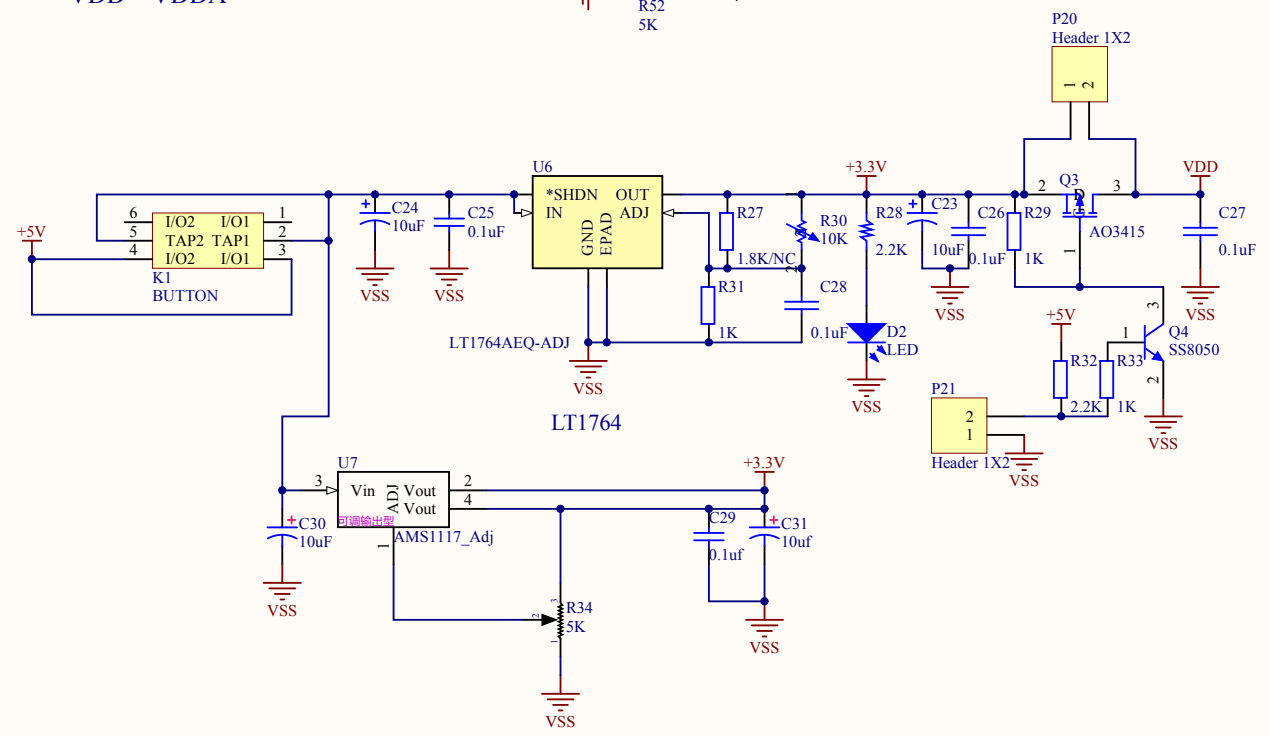 R52
5K
P20
Header 1X2
1
2
U6
*SHDN
OUT
IN
ADJ
GND
EPAD
LT1764AEQ-ADJ
LT1764
+5V
6
I/O2
I/O1
1
5
TAP2
TAP1
2
4
I/O2
I/O1
3
K1
BUTTON
C24
10uF
VSS
C25
0.1uF
VSS
R27
1.8K/NC
R30
10K
R31
1K
C28
0.1uF
VSS
+3.3V
R28
2.2K
D2
LED
VSS
C23
10uF
C26
0.1uF
VSS
R29
1K
2
Q3
3
1
AO3415
VDD
C27
0.1uF
VSS
+5V
R32
2.2K
R33
1K
1
3
2
Q4
SS8050
VSS
P21
2
1
Header 1X2
VSS
U7
3
Vin
ADJ
Vout
2
Vout
4
可调输出型
AMS1117_Adj
1
C30
10uF
VSS
R34
5K
3
2
1
VSS
+3.3V
C29
0.1uf
C31
10uf
VSS